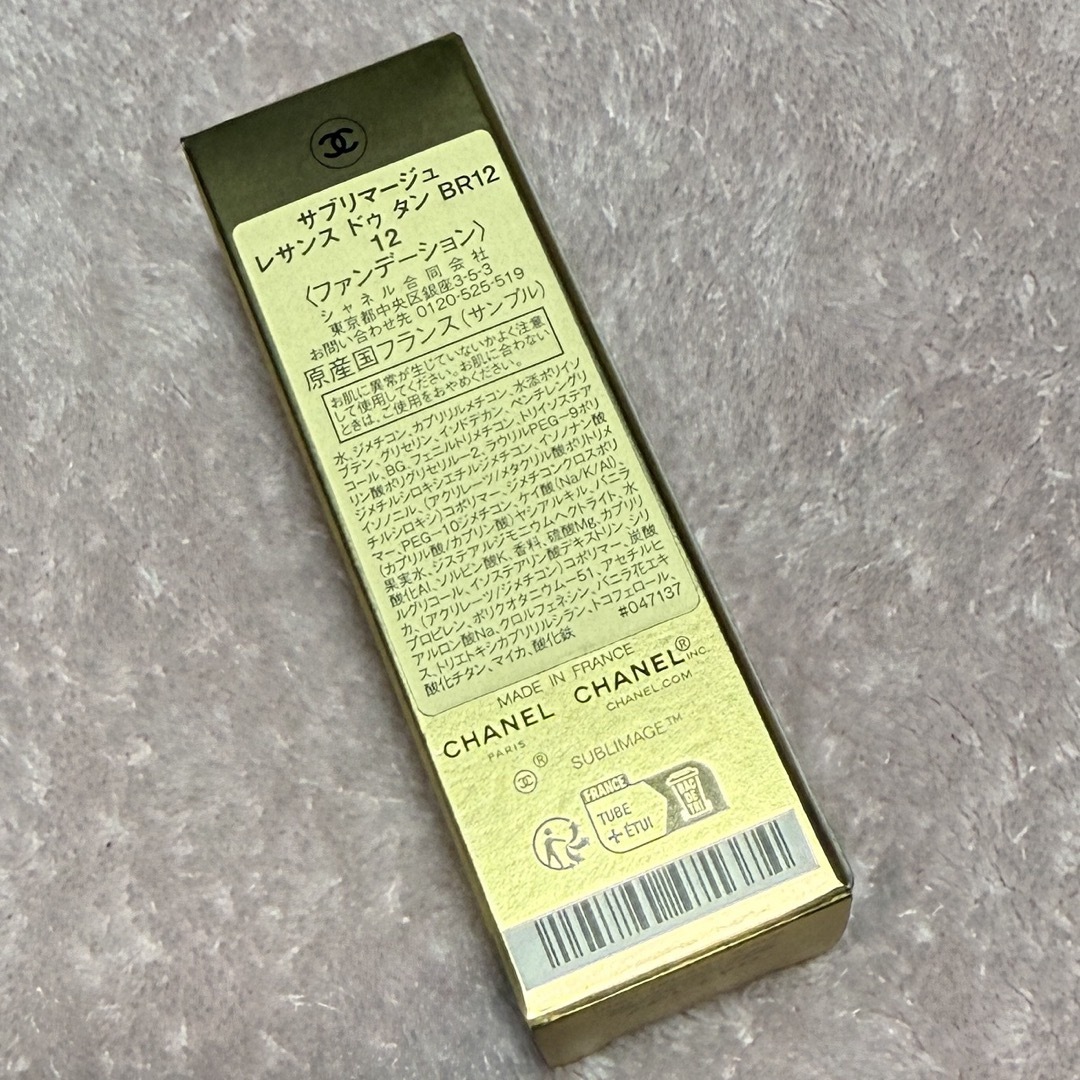 サブリマージュ
レサンス ドゥ タン BR12
12
〈ファンデーション〉
シャネル合同会社
東京都中央区銀座3-5-3
お問い合わせ先 0120-525-519
原産国フランス(サンプル)
お肌に異常が生じていないかよく注意
して使用してください。お肌に合わない
ときは、ご使用をおやめください。
水、ジメチコン、カプリリルメチコン、水添ポリイソ
ブテン、グリセリン、イソドデカン、ペンチレングリ
コール、BG、フェニルトリメチコン、トリイソステア
リン酸ポリグリセリル－2、ラウリルPEG－9ポリ
ジメチルシロキシエチルジメチコン、イソノナン酸
イソノニル、(アクリレーツ/メタクリル酸ポリトリメ
チルシロキシ)コポリマー、ジメチコンクロスポリ
マー、PEG－10ジメチコン、ケイ酸(Na/K/Al)、
(カプリル酸/カプリン酸)ヤシアルキル、バニラ
果実水、ジステアルジモニウムヘクトライト、水
酸化Al、ソルビン酸K、香料、硫酸Mg、カプリリ
ルグリコール、イソステアリン酸デキストリン、シリ
カ、(アクリレーツ/ジメチコン)コポリマー、炭酸
プロピレン、ポリクオタニウム－51、アセチルヒ
アルロン酸Na、クロルフェネシン、バニラ花エキ
ス、トリエトキシカプリリルシラン、トコフェロール、
酸化チタン、マイカ、酸化鉄
#047137
MADE IN FRANCE
CHANEL CHANEL® INC.
PARIS CHANEL.COM
®
SUBLIMAGE™
FRANCE
TUBE
+ÉTUI
BAC
DE
TRI